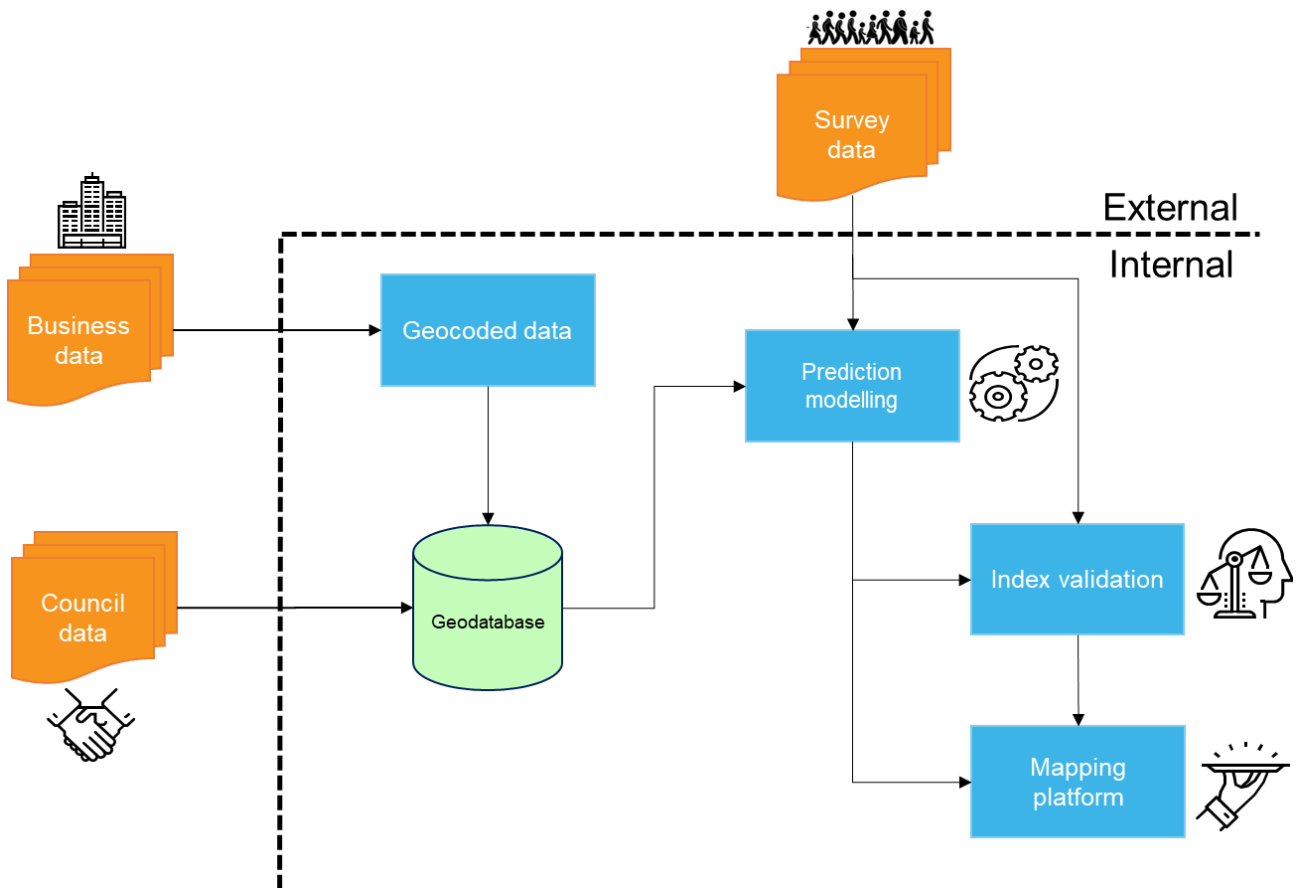 Survey
data
External
Internal
Business
data
Geocoded data
Prediction
modelling
Council
data
Geodatabase
Index validation
Mapping
platform